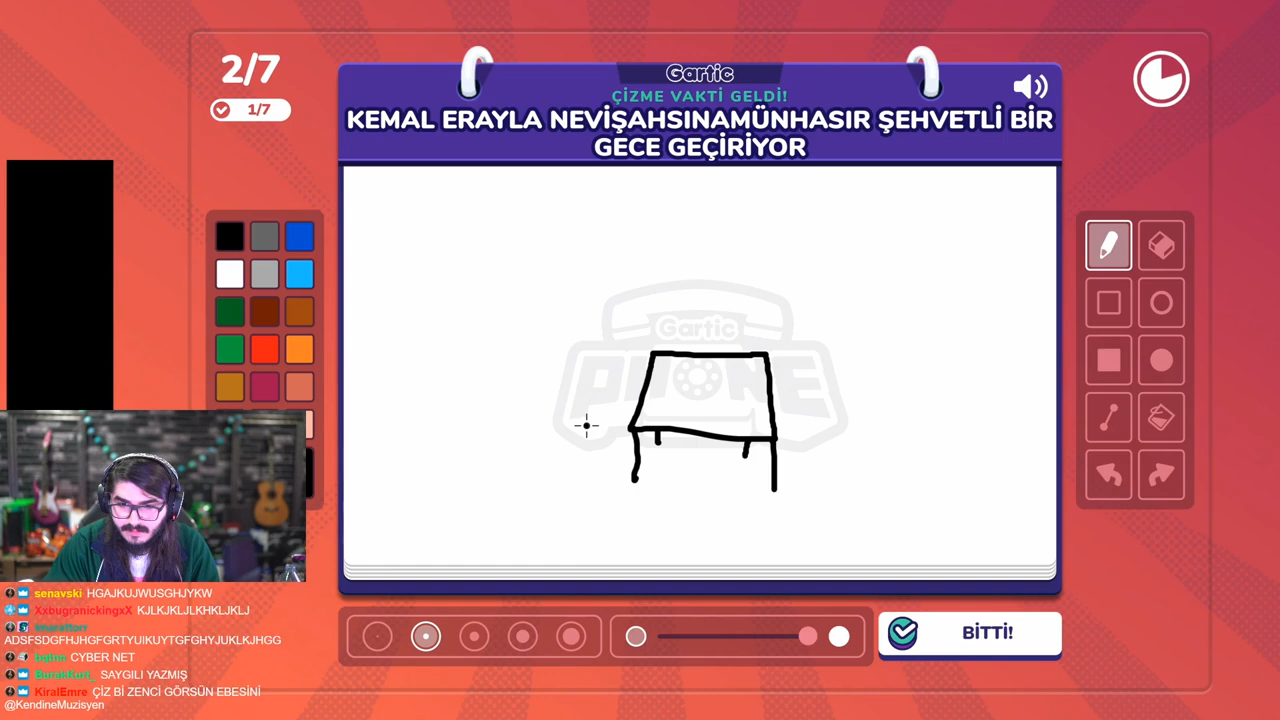 2/7
1/7
Gartic
ÇİZME VAKTİ GELDİ!
KEMAL ERAYLA NEVİŞAHSINAMÜNHASIR ŞEHVETLİ BİR
GECE GEÇİRİYOR
Gartic
PHONE
BİTTİ!
senavski HGAJKUJWUSGHJYKW
XxbugranickingxX KJLKJKLJLKHKLJKLJ
ADSFSDGFHJHGFGRTYUIKUYTGFGHYJUKLKJHGG
CYBER NET
SAYGILI YAZMIŞ
KiralEmre ÇİZ Bİ ZENCİ GÖRSÜN EBESİNİ
@KendineMuzisyen